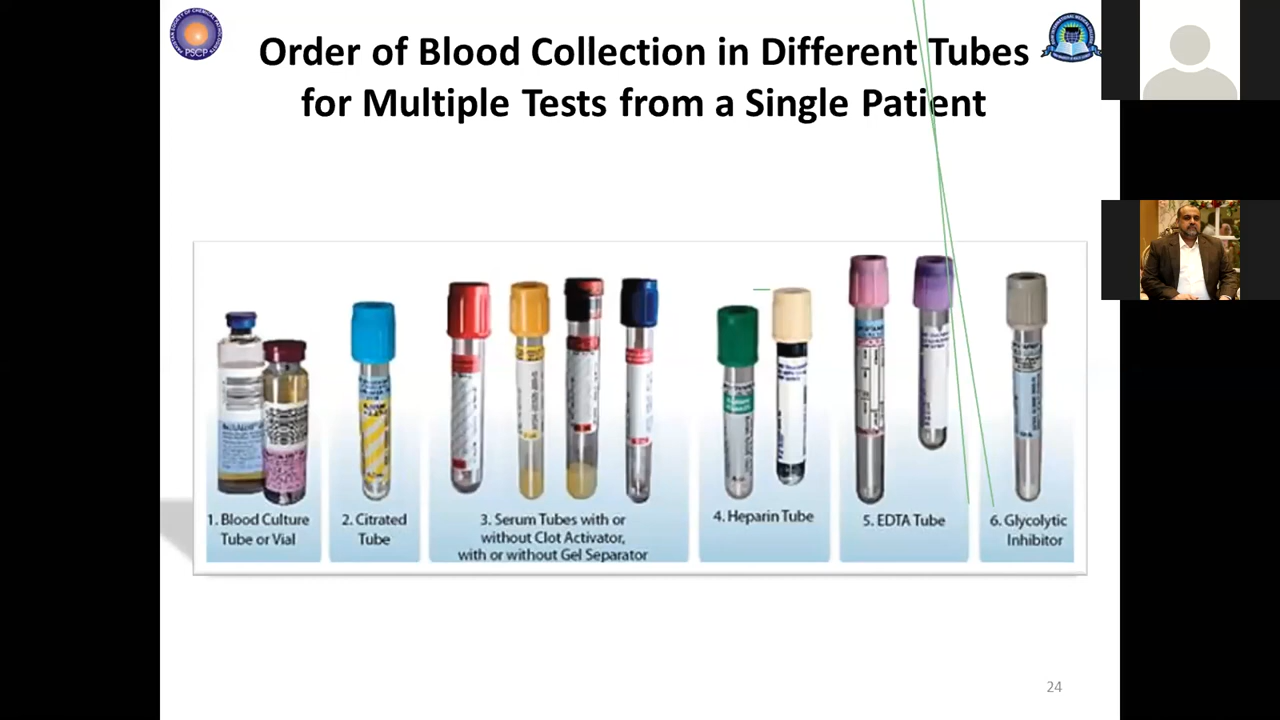 PSCP
Order of Blood Collection in Different Tubes
for Multiple Tests from a Single Patient
1. Blood Culture
Tube or Vial
2. Citrated
Tube
3. Serum Tubes with or
without Clot Activator,
with or without Gel Separator
4. Heparin Tube
5. EDTA Tube
6. Glycolytic
Inhibitor
24